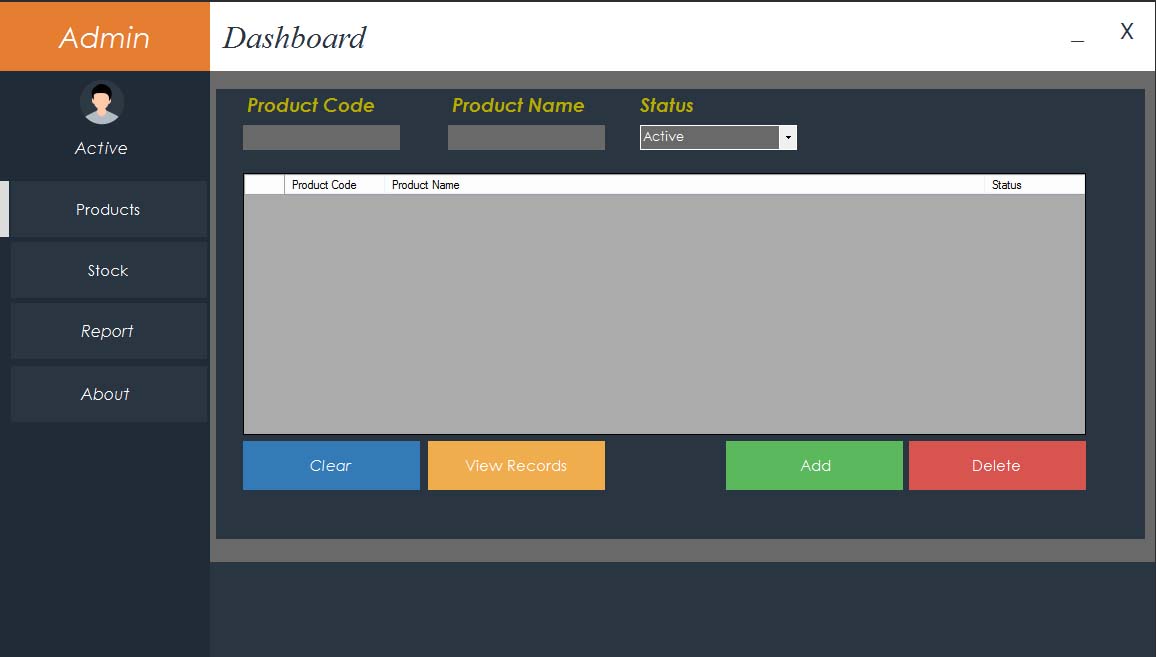 Admin
Dashboard
_ X
Active
Product Code Product Name Status
Active
Product Code Product Name Status
Products
Stock
Report
About
Clear View Records Add Delete